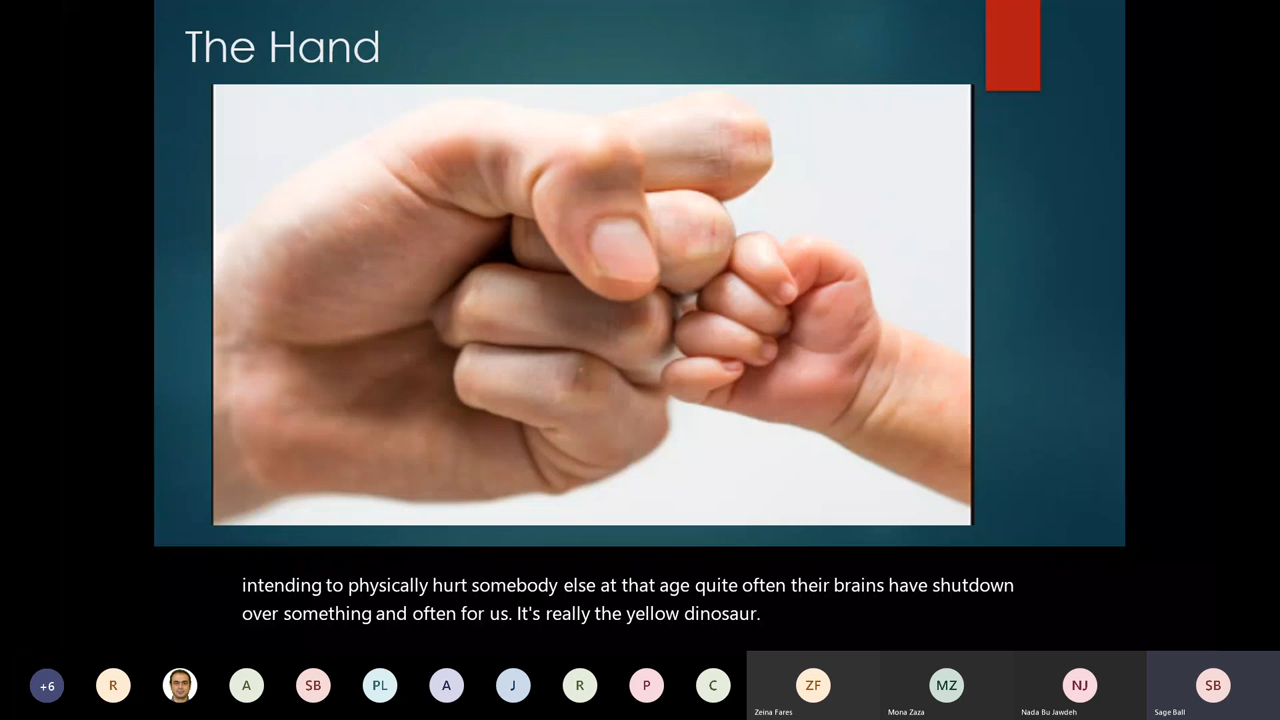 The Hand
intending to physically hurt somebody else at that age quite often their brains have shutdown
over something and often for us. It's really the yellow dinosaur.
+6
R
A
SB
PL
A
J
R
P
C
ZF
MZ
NJ
SB
Zeina Fares
Mona Zaza
Nada Bu Jawdeh
Sage Ball